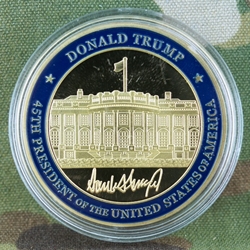 DONALD TRUMP
45TH PRESIDENT OF THE UNITED STATES OF AMERICA